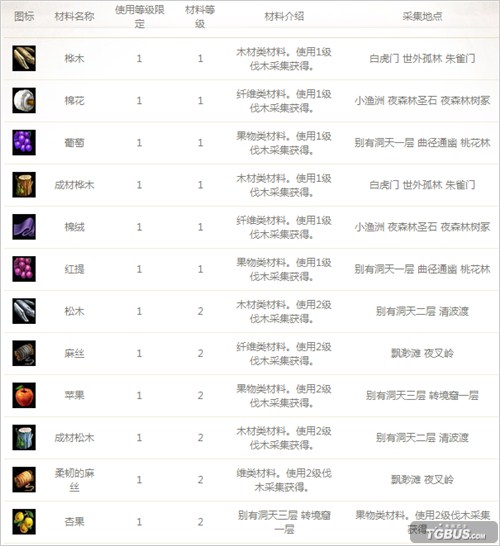 图标 材料名称 使用等级限定 材料等级 材料介绍 采集地点
桦木 1 1 木材类材料。使用1级伐木采集获得。 白虎门 世外孤林 朱雀门
棉花 1 1 纤维类材料。使用1级伐木采集获得。 小渔洲 夜森林圣石 夜森林树冢
葡萄 1 1 果物类材料。使用1级伐木采集获得。 别有洞天一层 曲径通幽 桃花林
成材桦木 1 1 木材类材料。使用1级伐木采集获得。 白虎门 世外孤林 朱雀门
棉绒 1 1 纤维类材料。使用1级伐木采集获得。 小渔洲 夜森林圣石 夜森林树冢
红提 1 1 果物类材料。使用1级伐木采集获得。 别有洞天一层 曲径通幽 桃花林
松木 1 2 木材类材料。使用2级伐木采集获得。 别有洞天二层 清波渡
麻丝 1 2 纤维类材料。使用2级伐木采集获得。 飘渺滩 夜叉岭
苹果 1 2 果物类材料。使用2级伐木采集获得。 别有洞天三层 转境窟一层
成材松木 1 2 木材类材料。使用2级伐木采集获得。 别有洞天二层 清波渡
柔韧的麻丝 1 2 维类材料。使用2级伐木采集获得。 飘渺滩 夜叉岭
杏果 1 2 别有洞天三层 转境窟一层 果物类材料。使用2级伐木采集获得。
TGBUS.COM